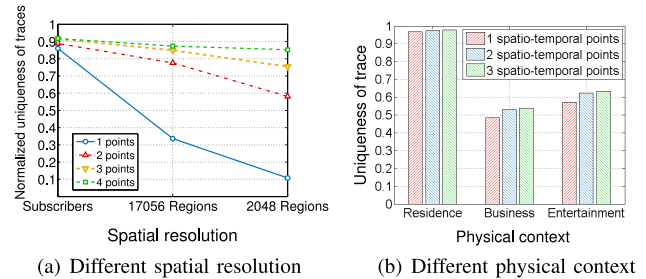 Normalized uniqueness of traces
1
0.9
0.8
0.7
0.6
0.5
0.4
0.3
0.2
0.1
1 points
2 points
3 points
4 points
Subscribers 17056 Regions 2048 Regions
Spatial resolution
(a) Different spatial resolution
Uniqueness of trace
1
0.9
0.8
0.7
0.6
0.5
0.4
0.3
0.2
0.1
0
1 spatio-temporal points
2 spatio-temporal points
3 spatio-temporal points
Residence Business Entertainment
Physical context
(b) Different physical context